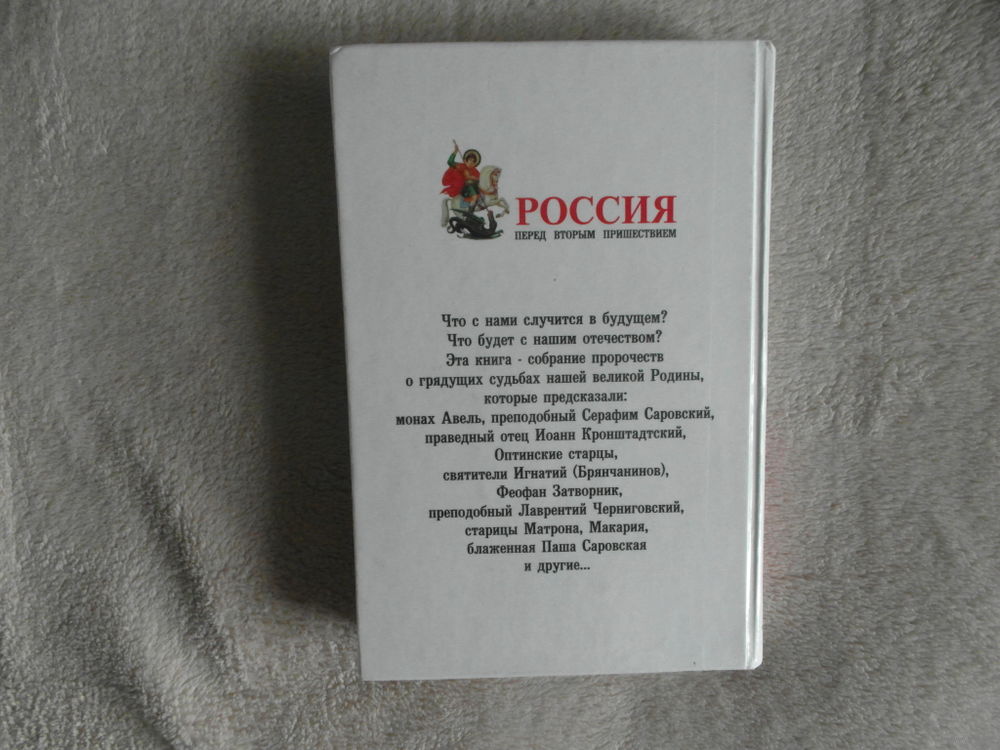 РОССИЯ
ПЕРЕД ВТОРЫМ ПРИШЕСТВИЕМ
Что с нами случится в будущем?
Что будет с нашим отечеством?
Эта книга - собрание пророчеств
о грядущих судьбах нашей великой Родины,
которые предсказали:
монах Авель, преподобный Серафим Саровский,
праведный отец Иоанн Кронштадтский,
Оптинские старцы,
святители Игнатий (Брянчанинов),
Феофан Затворник,
преподобный Лаврентий Черниговский,
старицы Матрона, Макария,
блаженная Паша Саровская
и другие...